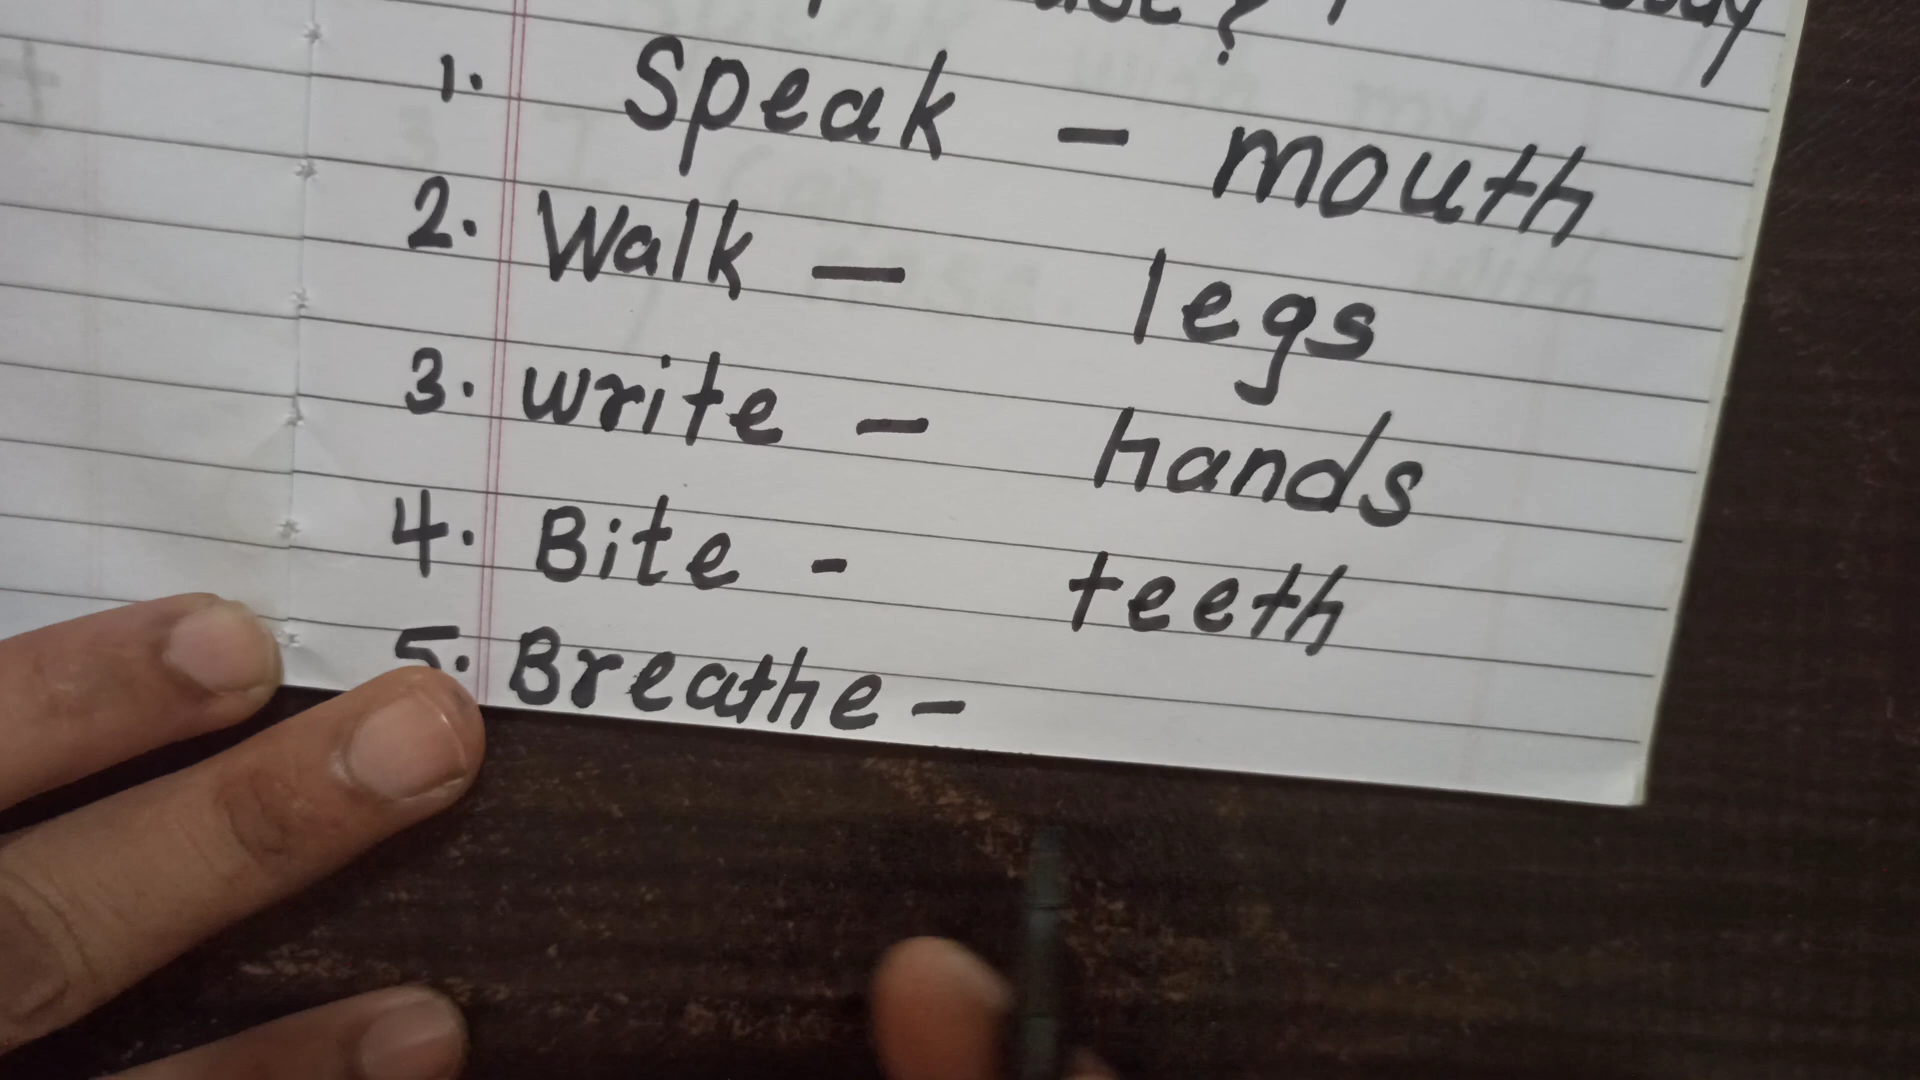 1. Speak - mouth
2. Walk - legs
3. write - hands
4. Bite - teeth
5. Breathe -